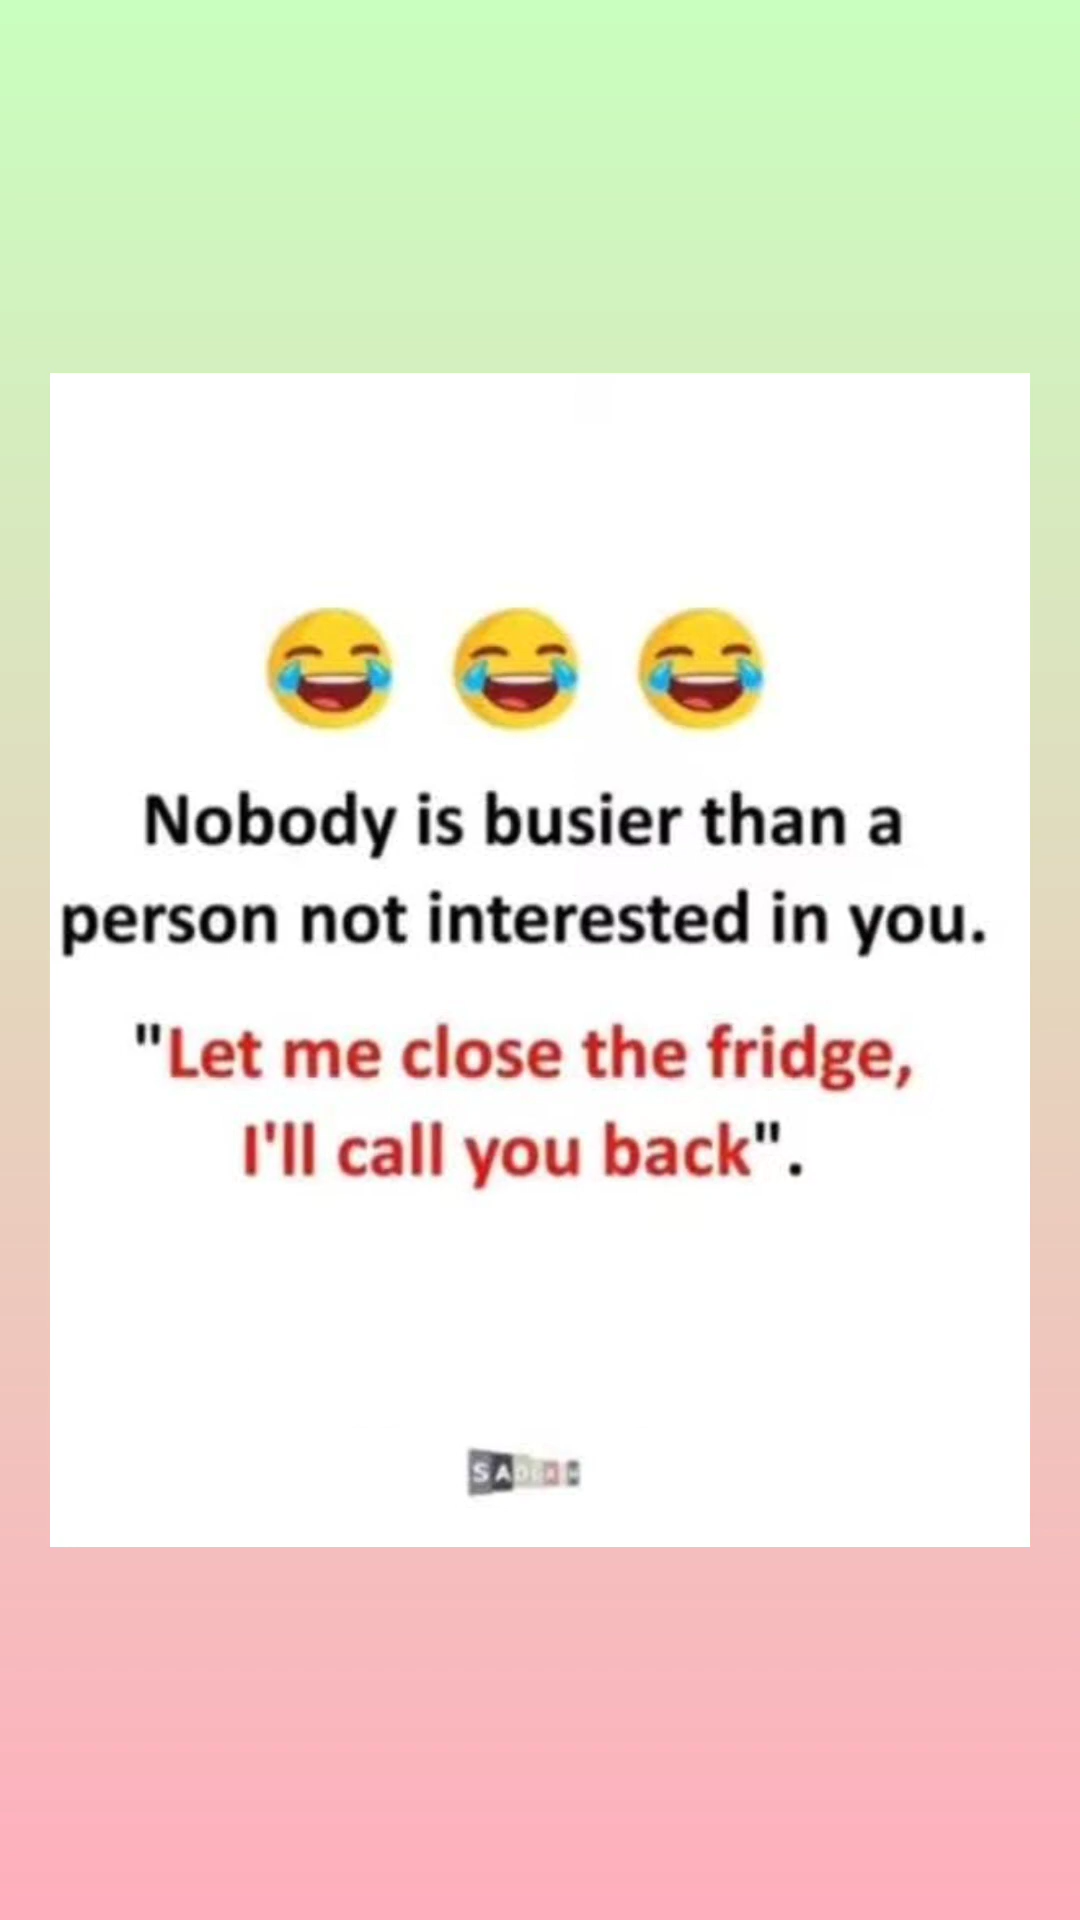 Nobody is busier than a
person not interested in you.
"Let me close the fridge,
I'll call you back".